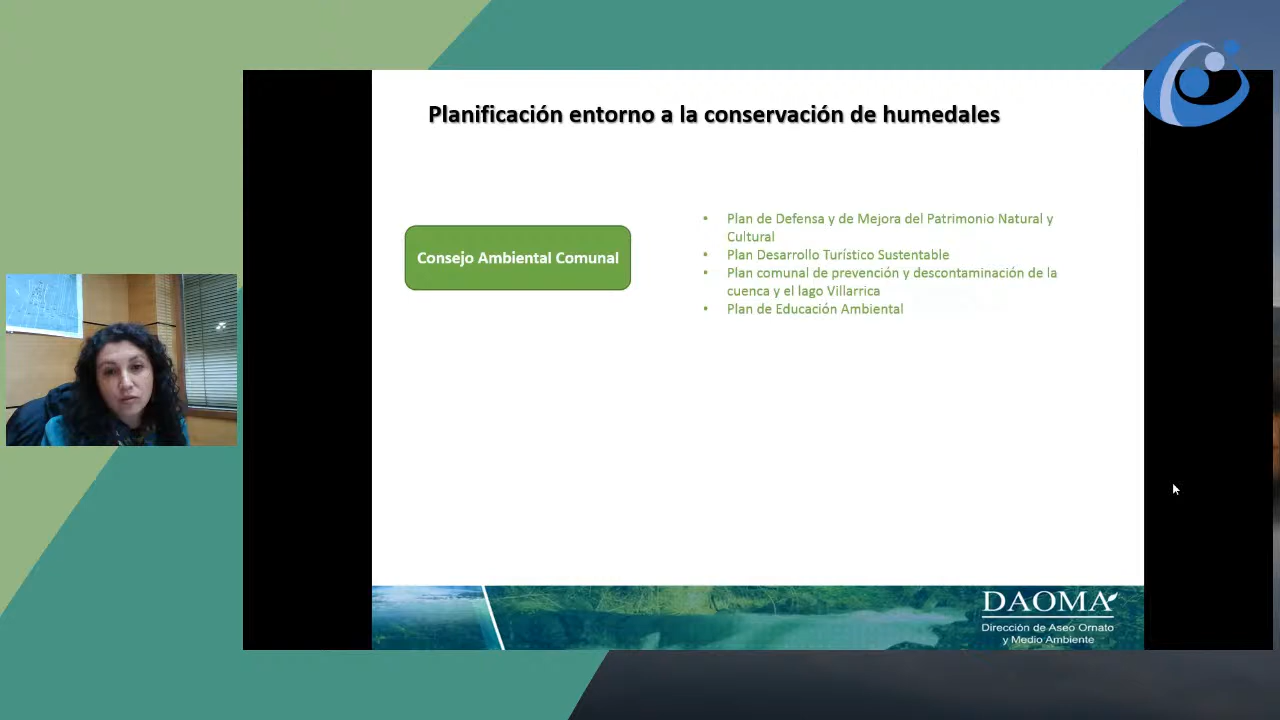 Planificación entorno a la conservación de humedales
Consejo Ambiental Comunal
• Plan de Defensa y de Mejora del Patrimonio Natural y
Cultural
• Plan Desarrollo Turístico Sustentable
• Plan comunal de prevención y descontaminación de la
cuenca y el lago Villarrica
• Plan de Educación Ambiental
DAOMA
Dirección de Aseo Ornato
y Medio Ambiente